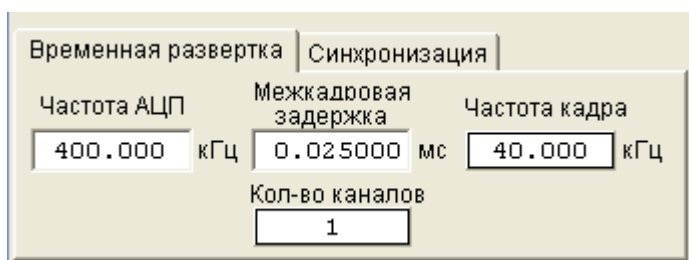 Временная развертка Синхронизация
Частота АЦП Межкадровая задержка Частота кадра
400.000 кГц 0.025000 мс 40.000 кГц
Кол-во каналов
1